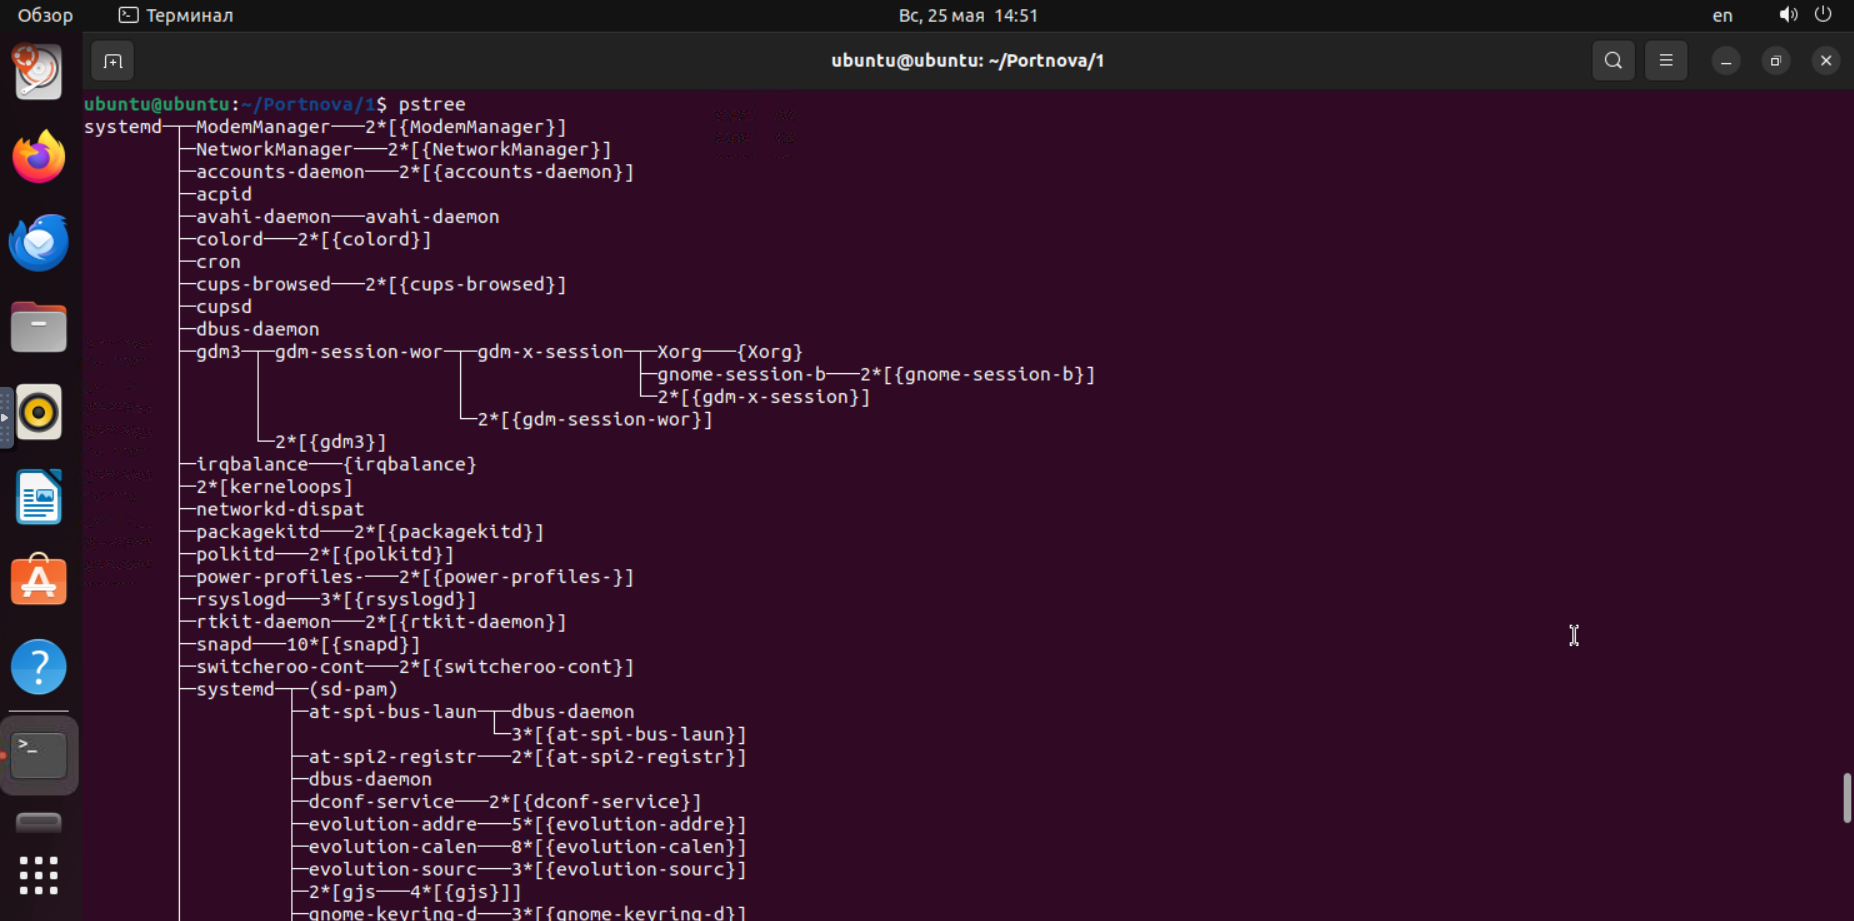 Обзор Терминал Вс, 25 мая 14:51 en
ubuntu@ubuntu: ~/Portnova/1
ubuntu@ubuntu:~/Portnova/1$ pstree
systemd─┬─ModemManager───2*[{ModemManager}]
├─NetworkManager───2*[{NetworkManager}]
├─accounts-daemon───2*[{accounts-daemon}]
├─acpid
├─avahi-daemon───avahi-daemon
├─colord───2*[{colord}]
├─cron
├─cups-browsed───2*[{cups-browsed}]
├─cupsd
├─dbus-daemon
├─gdm3─┬─gdm-session-wor─┬─gdm-x-session─┬─Xorg───{Xorg}
├─gnome-session-b───2*[{gnome-session-b}]
└─2*[{gdm-x-session}]
└─2*[{gdm-session-wor}]
└─2*[{gdm3}]
├─irqbalance───{irqbalance}
├─2*[kerneloops]
├─networkd-dispat
├─packagekitd───2*[{packagekitd}]
├─polkitd───2*[{polkitd}]
├─power-profiles-───2*[{power-profiles-}]
├─rsyslogd───3*[{rsyslogd}]
├─rtkit-daemon───2*[{rtkit-daemon}]
├─snapd───10*[{snapd}]
├─switcheroo-cont───2*[{switcheroo-cont}]
├─systemd─┬─(sd-pam)
├─at-spi-bus-laun─┬─dbus-daemon
└─3*[{at-spi-bus-laun}]
├─at-spi2-registr───2*[{at-spi2-registr}]
├─dbus-daemon
├─dconf-service───2*[{dconf-service}]
├─evolution-addre───5*[{evolution-addre}]
├─evolution-calen───8*[{evolution-calen}]
├─evolution-sourc───3*[{evolution-sourc}]
├─2*[gjs───4*[{gjs}]]
├─gnome-keyring-d───3*[{gnome-keyring-d}]